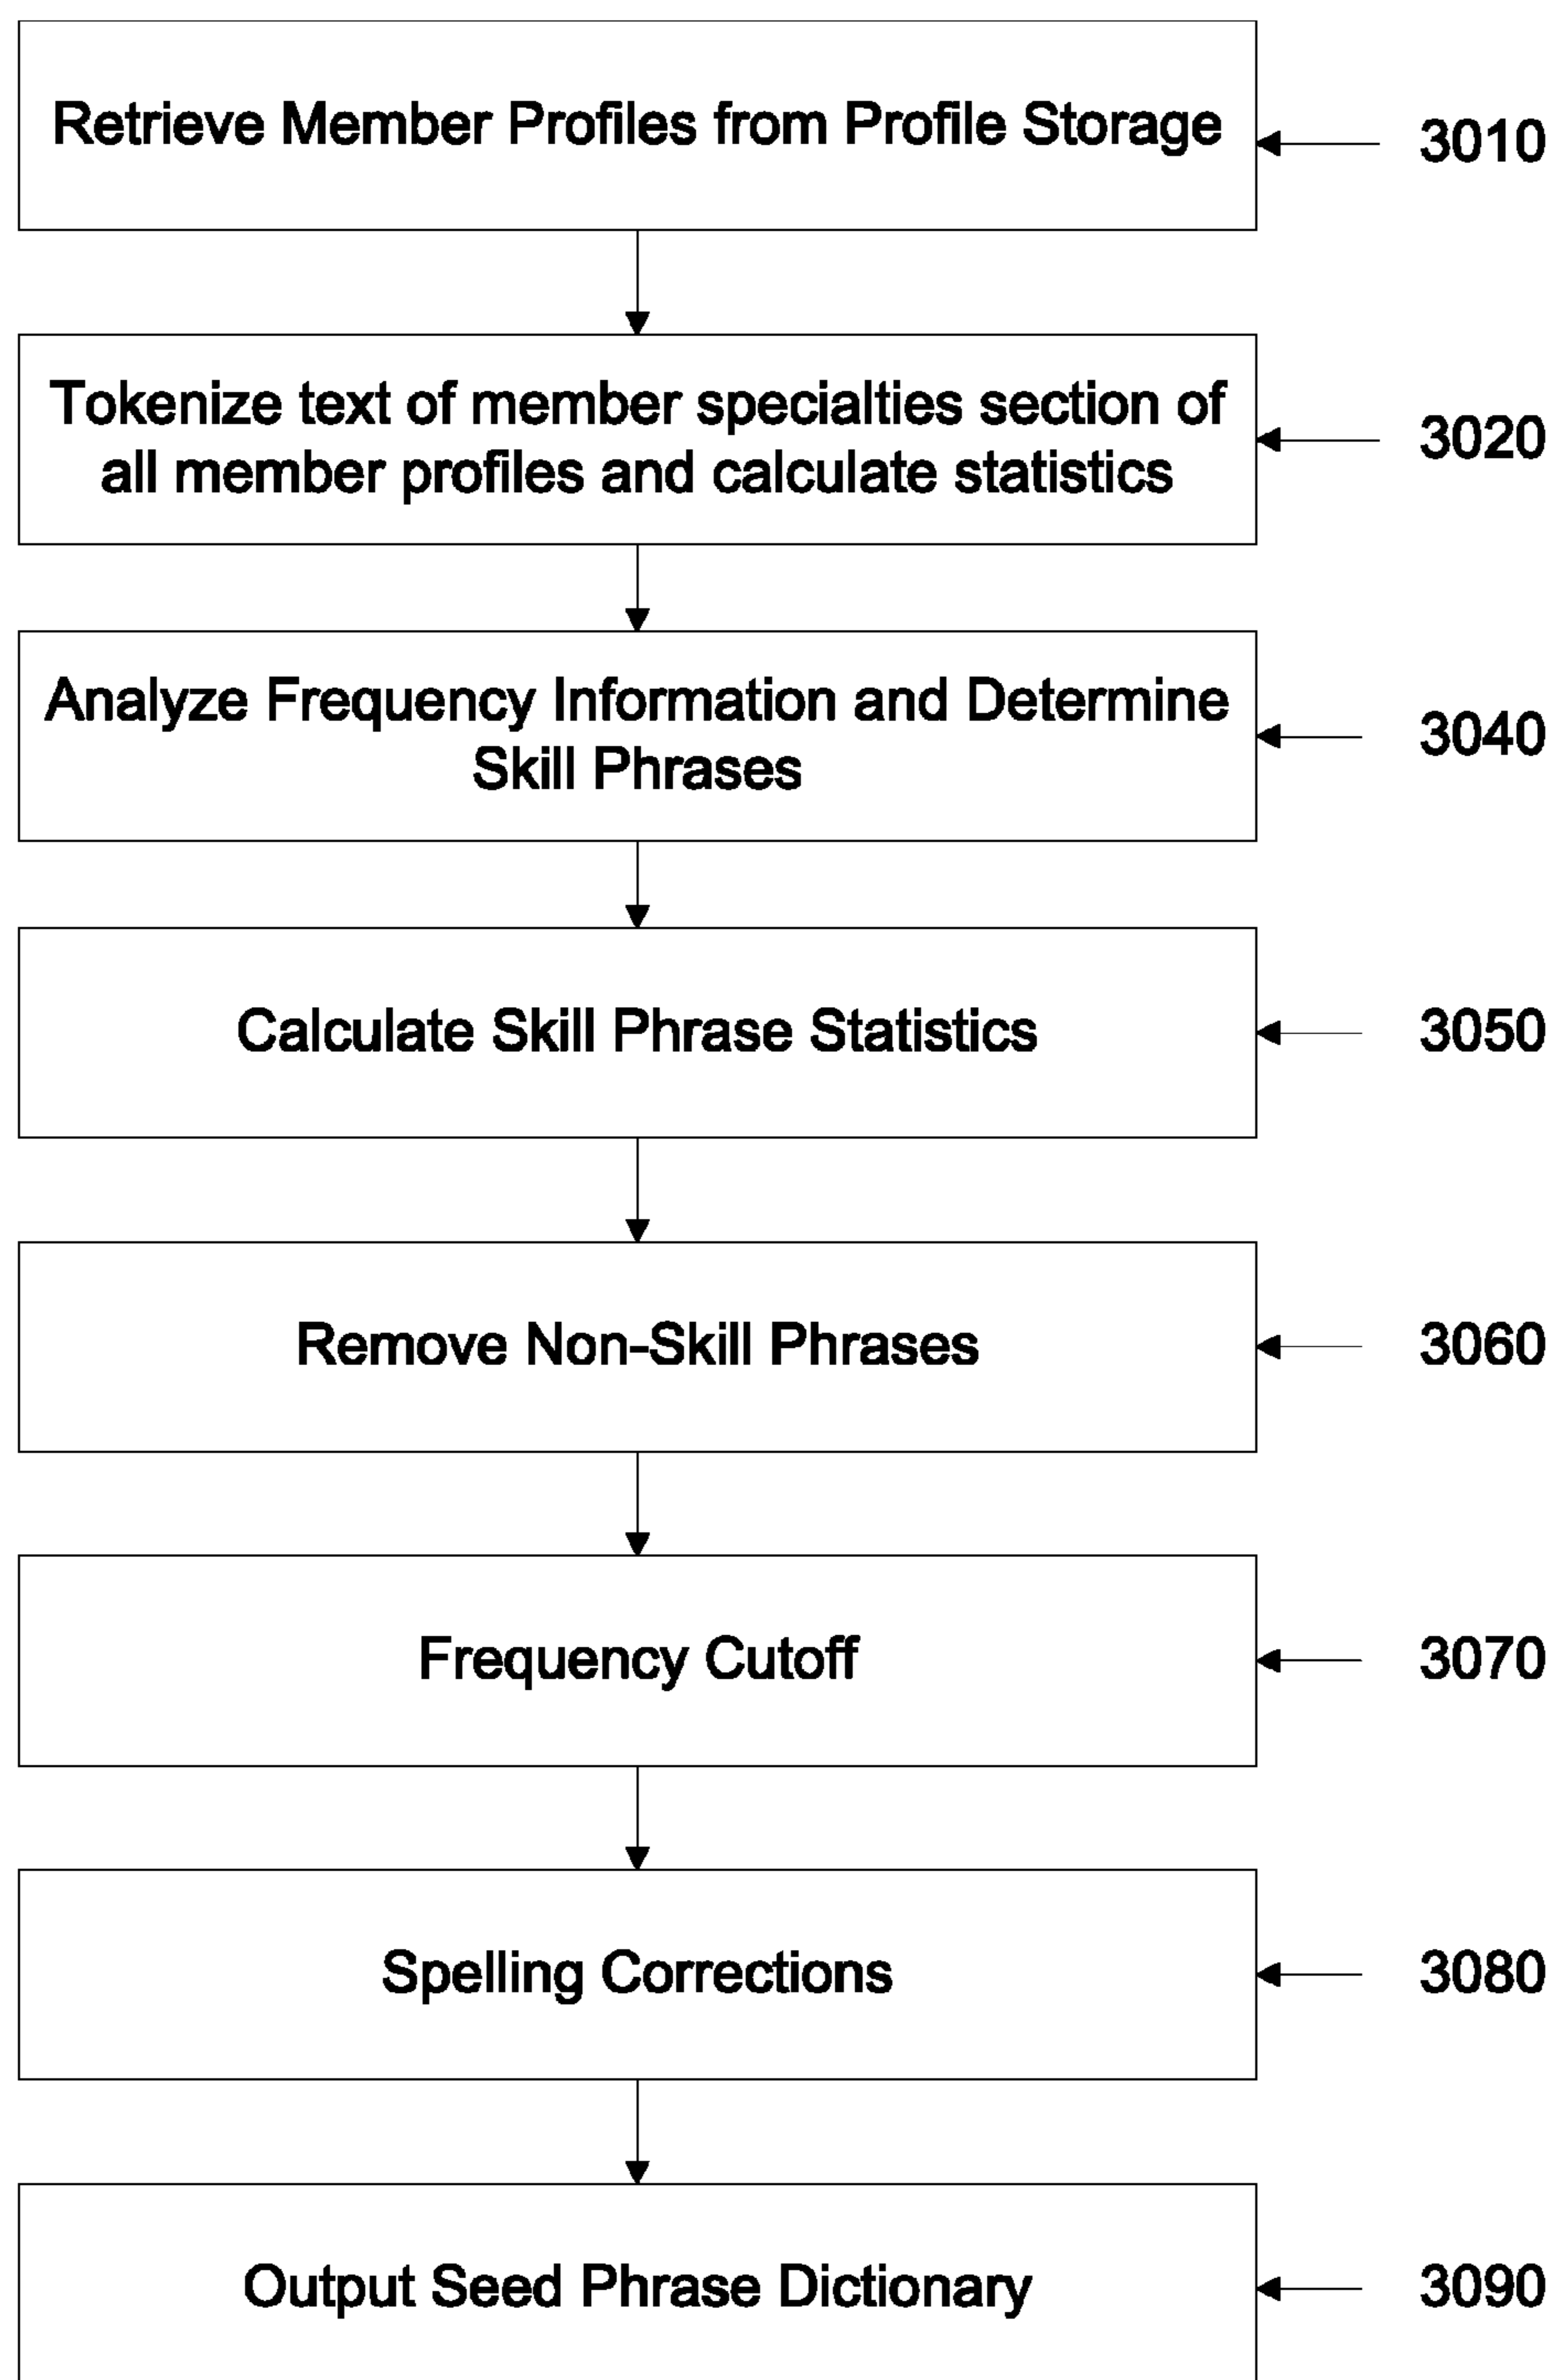 Retrieve Member Profiles from Profile Storage
3010
Tokenize text of member specialties section of
all member profiles and calculate statistics
3020
Analyze Frequency Information and Determine
Skill Phrases
3040
Calculate Skill Phrase Statistics
3050
Remove Non-Skill Phrases
3060
Frequency Cutoff
3070
Spelling Corrections
3080
Output Seed Phrase Dictionary
3090